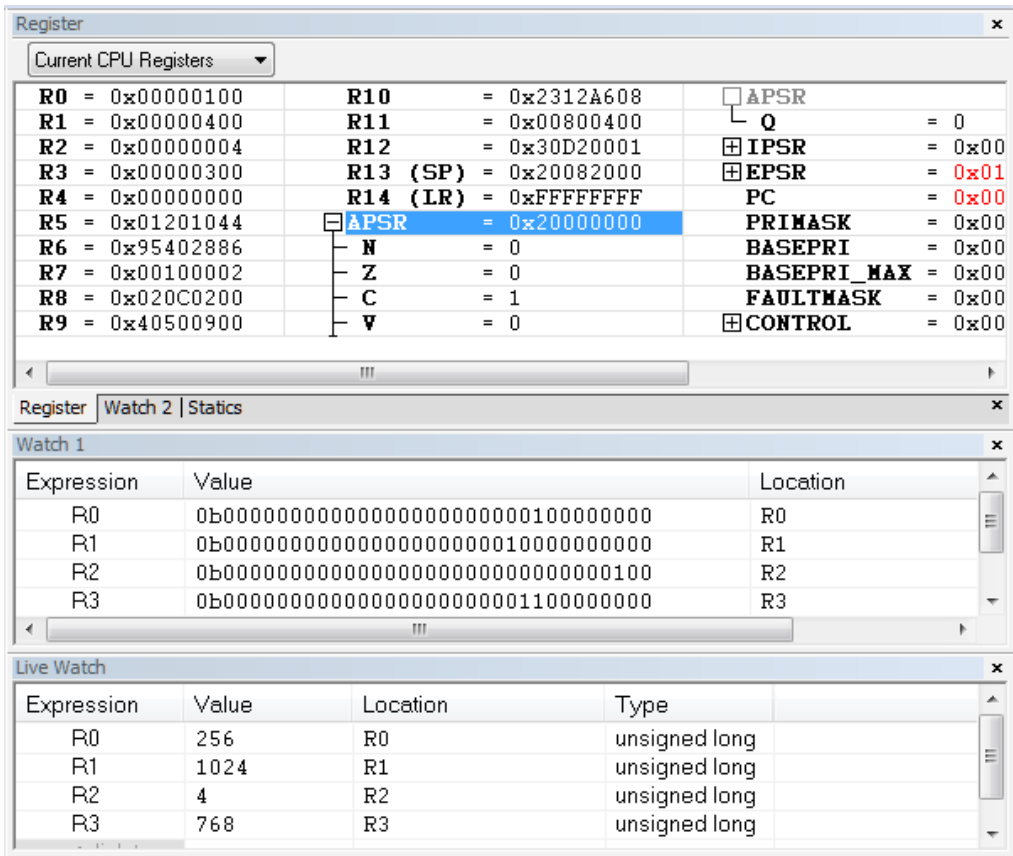 Register
Current CPU Registers
R0 = 0x00000100 R10 = 0x2312A608 APSR
R1 = 0x00000400 R11 = 0x00800400 Q = 0
R2 = 0x00000004 R12 = 0x30D20001 IPSR = 0x00
R3 = 0x00000300 R13 (SP) = 0x20082000 EPSR = 0x01
R4 = 0x00000000 R14 (LR) = 0xFFFFFFFF PC = 0x00
R5 = 0x01201044 APSR = 0x20000000 PRIMASK = 0x00
R6 = 0x95402886 N = 0 BASEPRI = 0x00
R7 = 0x00100002 Z = 0 BASEPRI_MAX = 0x00
R8 = 0x020C0200 C = 1 FAULTMASK = 0x00
R9 = 0x40500900 V = 0 CONTROL = 0x00
Register Watch 2 Statics
Watch 1
Expression Value Location
R0 0b00000000000000000000000100000000 R0
R1 0b00000000000000000000010000000000 R1
R2 0b00000000000000000000000000000100 R2
R3 0b00000000000000000000001100000000 R3
Live Watch
Expression Value Location Type
R0 256 R0 unsigned long
R1 1024 R1 unsigned long
R2 4 R2 unsigned long
R3 768 R3 unsigned long